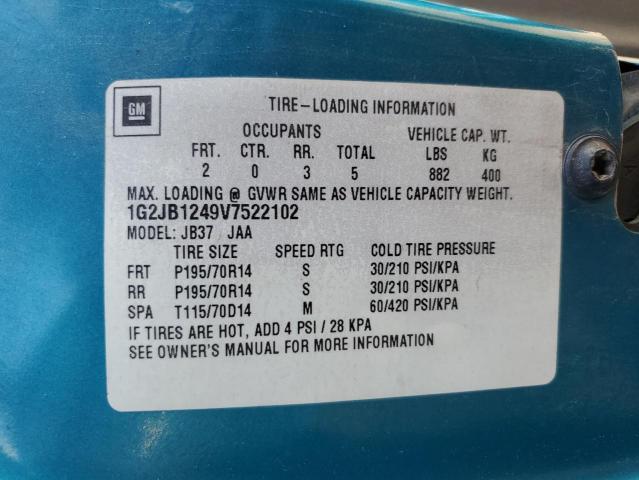 GM
TIRE-LOADING INFORMATION
OCCUPANTS VEHICLE CAP. WT.
FRT. CTR. RR. TOTAL LBS KG
2 0 3 5 882 400
MAX. LOADING @ GVWR SAME AS VEHICLE CAPACITY WEIGHT.
1G2JB1249V7522102
MODEL: JB37 JAA
TIRE SIZE SPEED RTG COLD TIRE PRESSURE
FRT P195/70R14 S 30/210 PSI/KPA
RR P195/70R14 S 30/210 PSI/KPA
SPA T115/70D14 M 60/420 PSI/KPA
IF TIRES ARE HOT, ADD 4 PSI / 28 KPA
SEE OWNER'S MANUAL FOR MORE INFORMATION